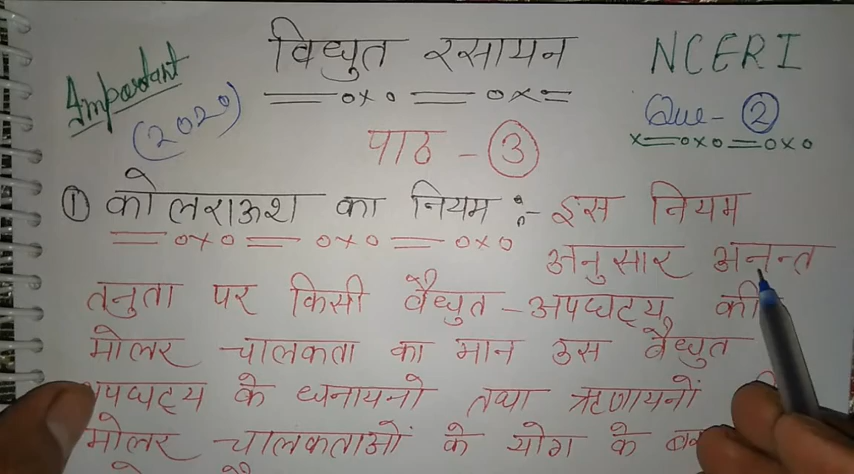 विधुत रसायन
NCERI
Important
(2020)
Que- ②
पाठ - ③
① कोलराऊश का नियम :- इस नियम
अनुसार अनन्त
तनुता पर किसी वैधुत - अपघट्य की
मोलर चालकता का मान उस वैधुत
अपघट्य के धनायनो तथा ऋणायनों
मोलर चालकताओं के योग के